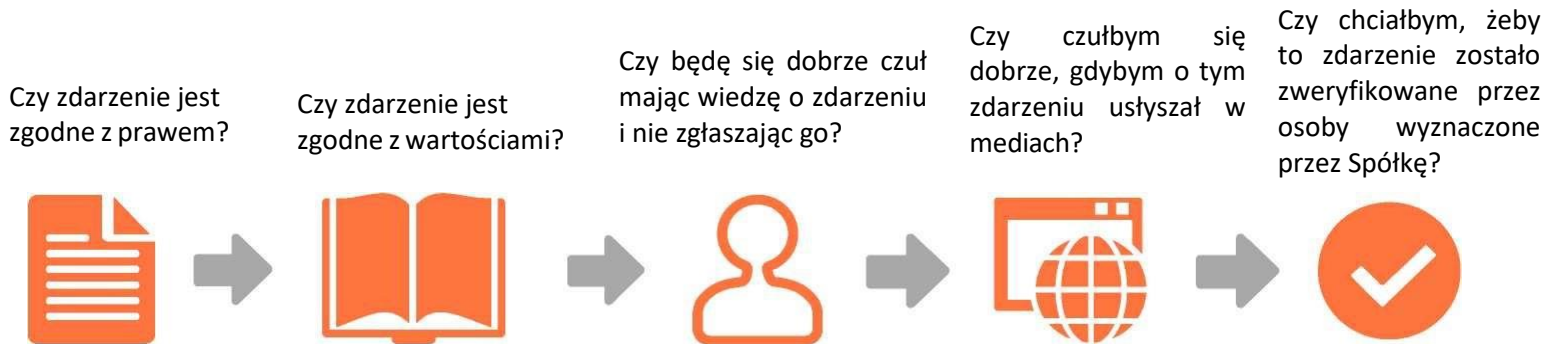 Czy zdarzenie jest
zgodne z prawem?
Czy zdarzenie jest
zgodne z wartościami?
Czy będę się dobrze czuł
mając wiedzę o zdarzeniu
i nie zgłaszając go?
Czy czułbym się
dobrze, gdybym o tym
zdarzeniu usłyszał w
mediach?
Czy chciałbym, żeby
to zdarzenie zostało
zweryfikowane przez
osoby wyznaczone
przez Spółkę?